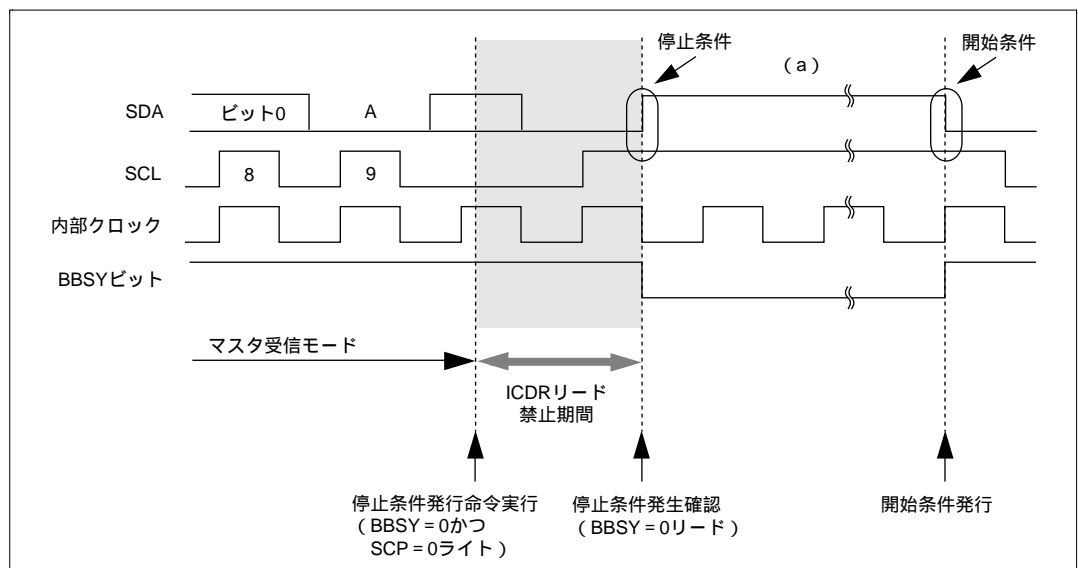 停止条件
開始条件
（a）
SDA
ビット0
A
SCL
8
9
内部クロック
BBSYビット
マスタ受信モード
ICDRリード
禁止期間
停止条件発行命令実行
（BBSY＝0かつ
SCP＝0ライト）
停止条件発生確認
（BBSY＝0リード）
開始条件発行